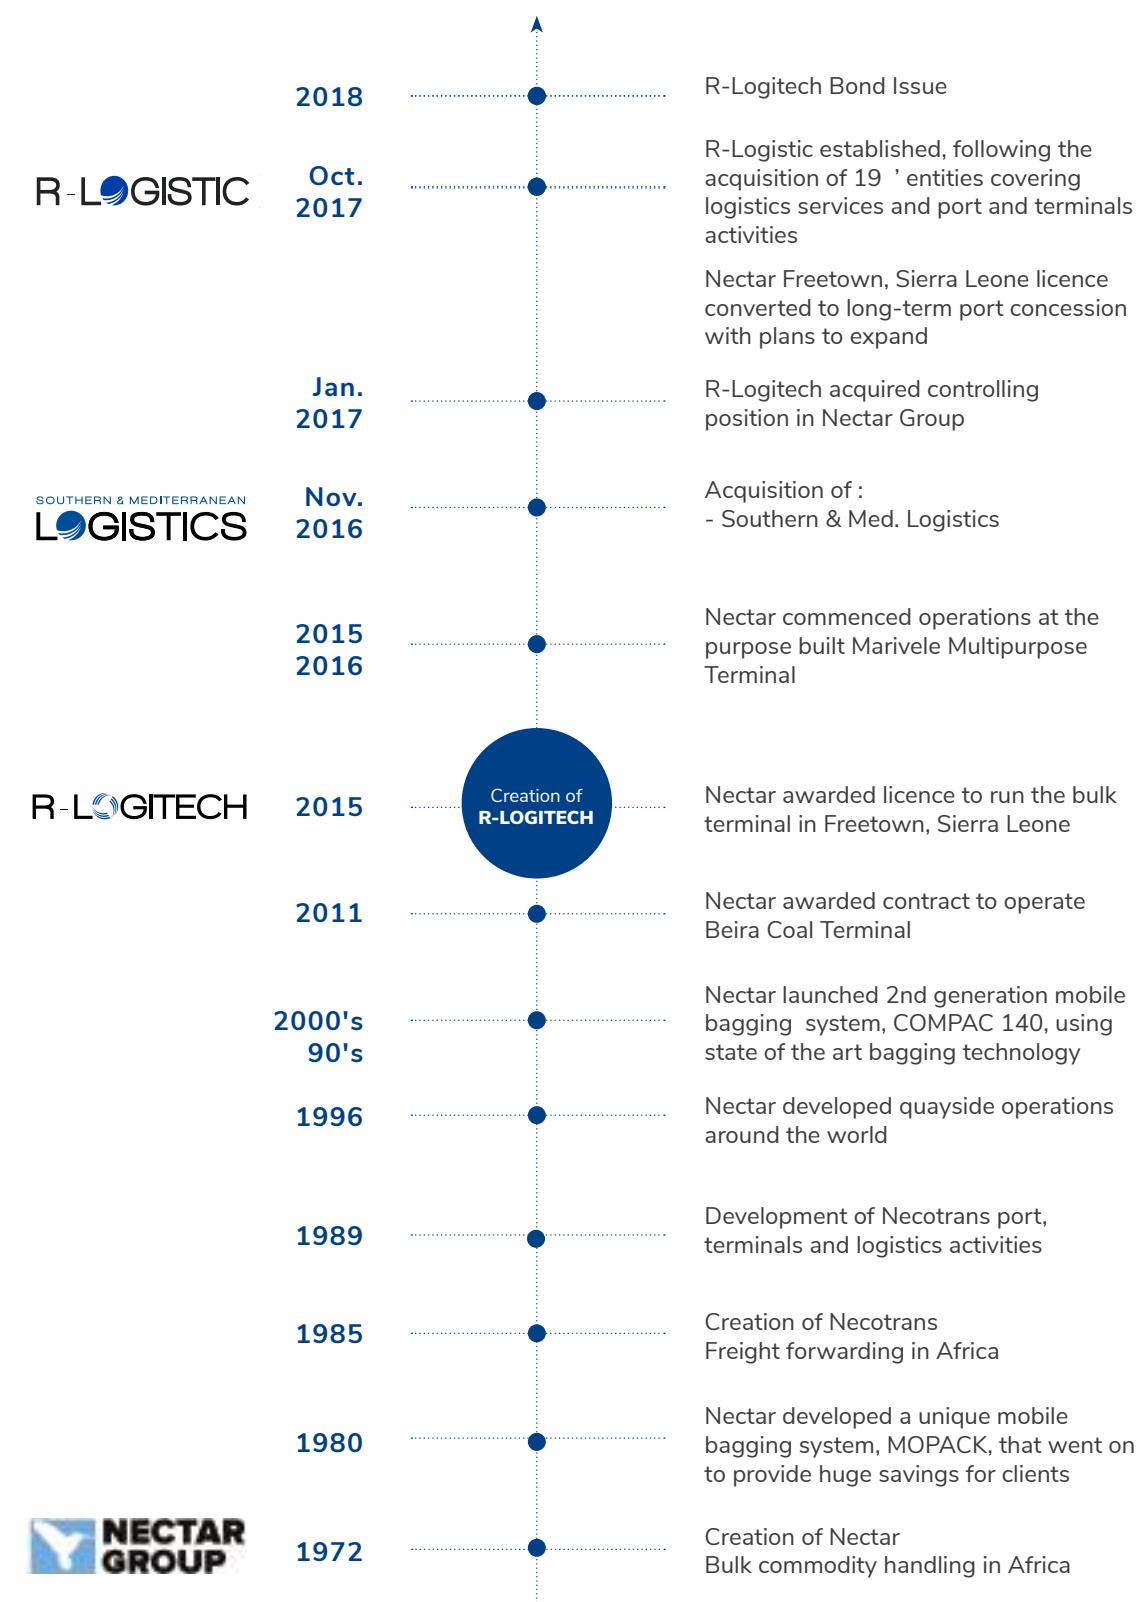 2018
R-Logitech Bond Issue
R-LOGISTIC
Oct.
2017
R-Logistic established, following the
acquisition of 19 ’ entities covering
logistics services and port and terminals
activities
Nectar Freetown, Sierra Leone licence
converted to long-term port concession
with plans to expand
Jan.
2017
R-Logitech acquired controlling
position in Nectar Group
SOUTHERN & MEDITERRANEAN
LOGISTICS
Nov.
2016
Acquisition of :
- Southern & Med. Logistics
2015
2016
Nectar commenced operations at the
purpose built Marivele Multipurpose
Terminal
R-LOGITECH
2015
Creation of
R-LOGITECH
Nectar awarded licence to run the bulk
terminal in Freetown, Sierra Leone
2011
Nectar awarded contract to operate
Beira Coal Terminal
2000's
90's
Nectar launched 2nd generation mobile
bagging system, COMPAC 140, using
state of the art bagging technology
1996
Nectar developed quayside operations
around the world
1989
Development of Necotrans port,
terminals and logistics activities
1985
Creation of Necotrans
Freight forwarding in Africa
1980
Nectar developed a unique mobile
bagging system, MOPACK, that went on
to provide huge savings for clients
NECTAR
GROUP
1972
Creation of Nectar
Bulk commodity handling in Africa